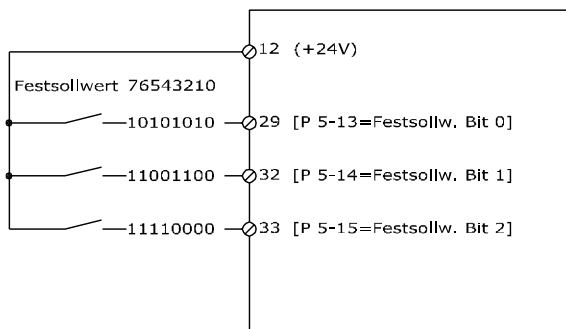 12 (+24V)
Festsollwert 76543210
10101010 29 [P 5-13=Festsollw. Bit 0]
11001100 32 [P 5-14=Festsollw. Bit 1]
11110000 33 [P 5-15=Festsollw. Bit 2]